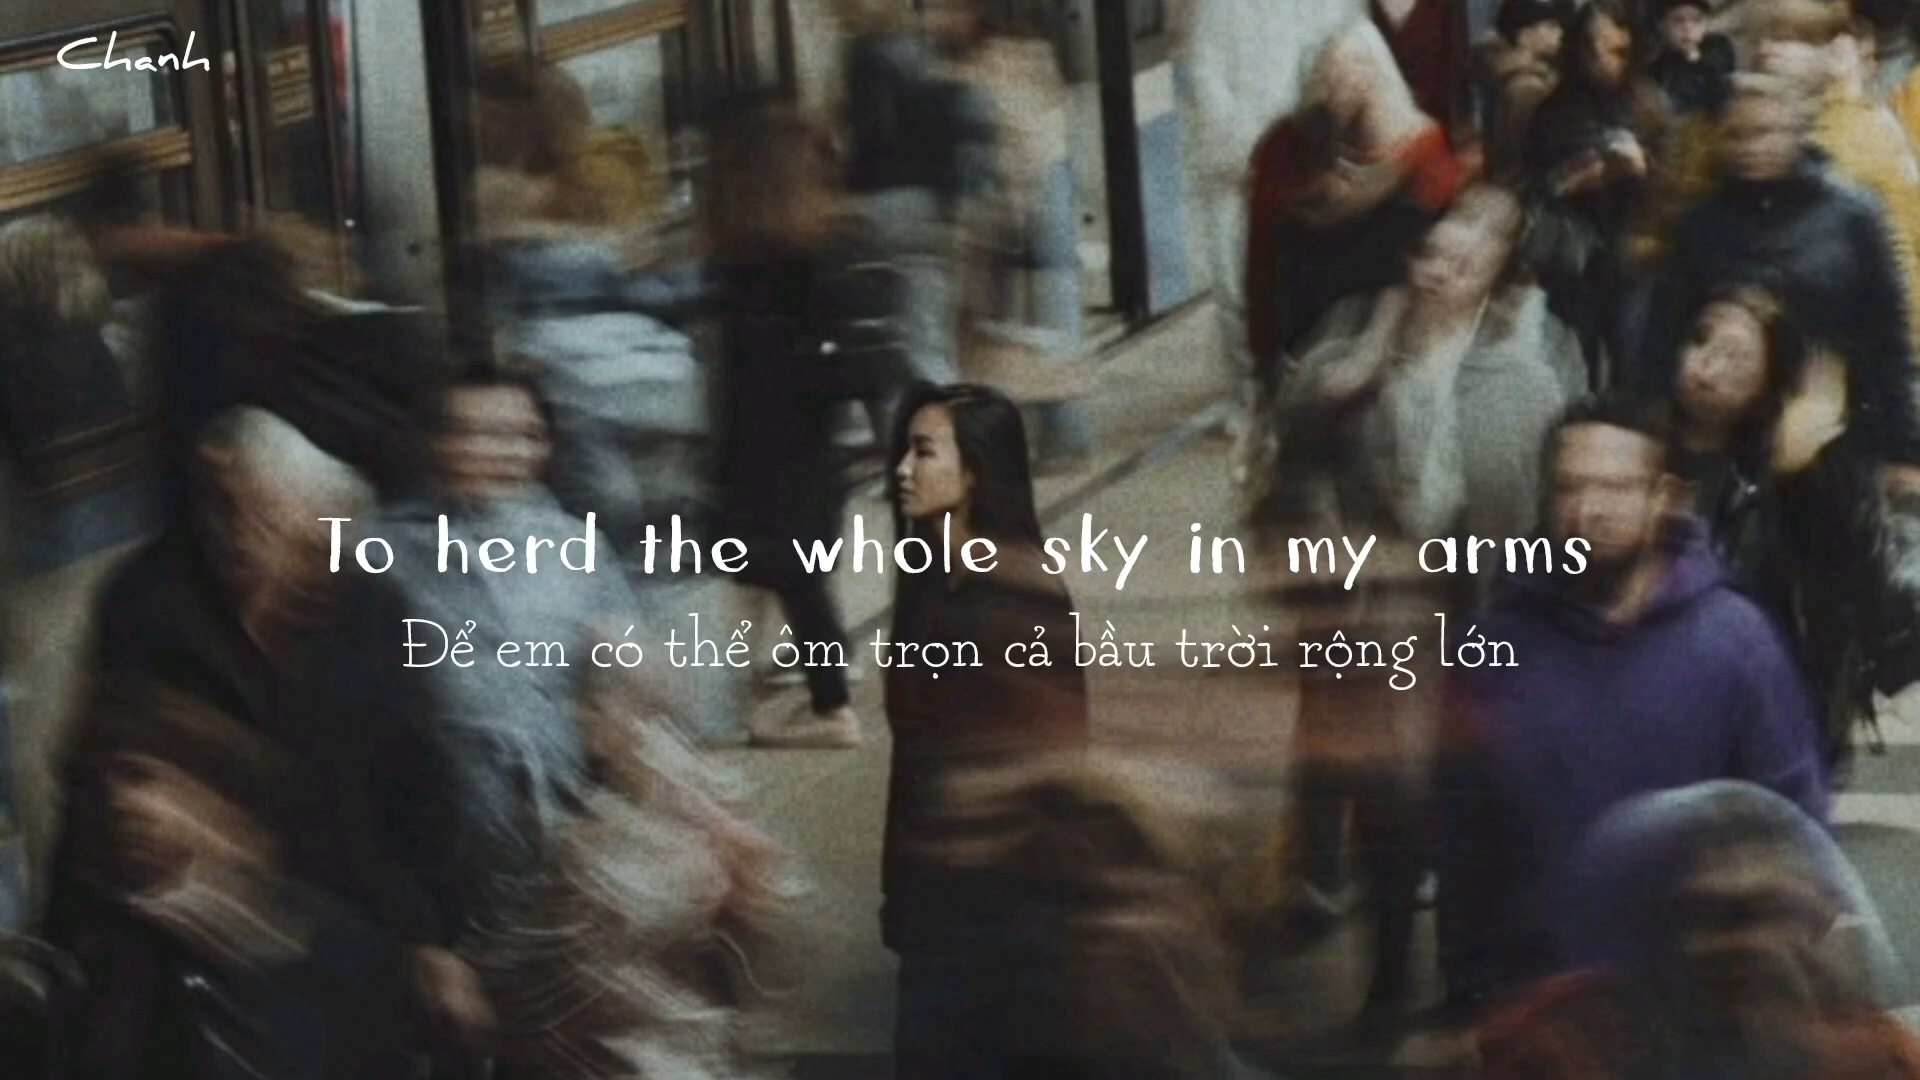 Chanh
To herd the whole sky in my arms
Để em có thể ôm trọn cả bầu trời rộng lớn